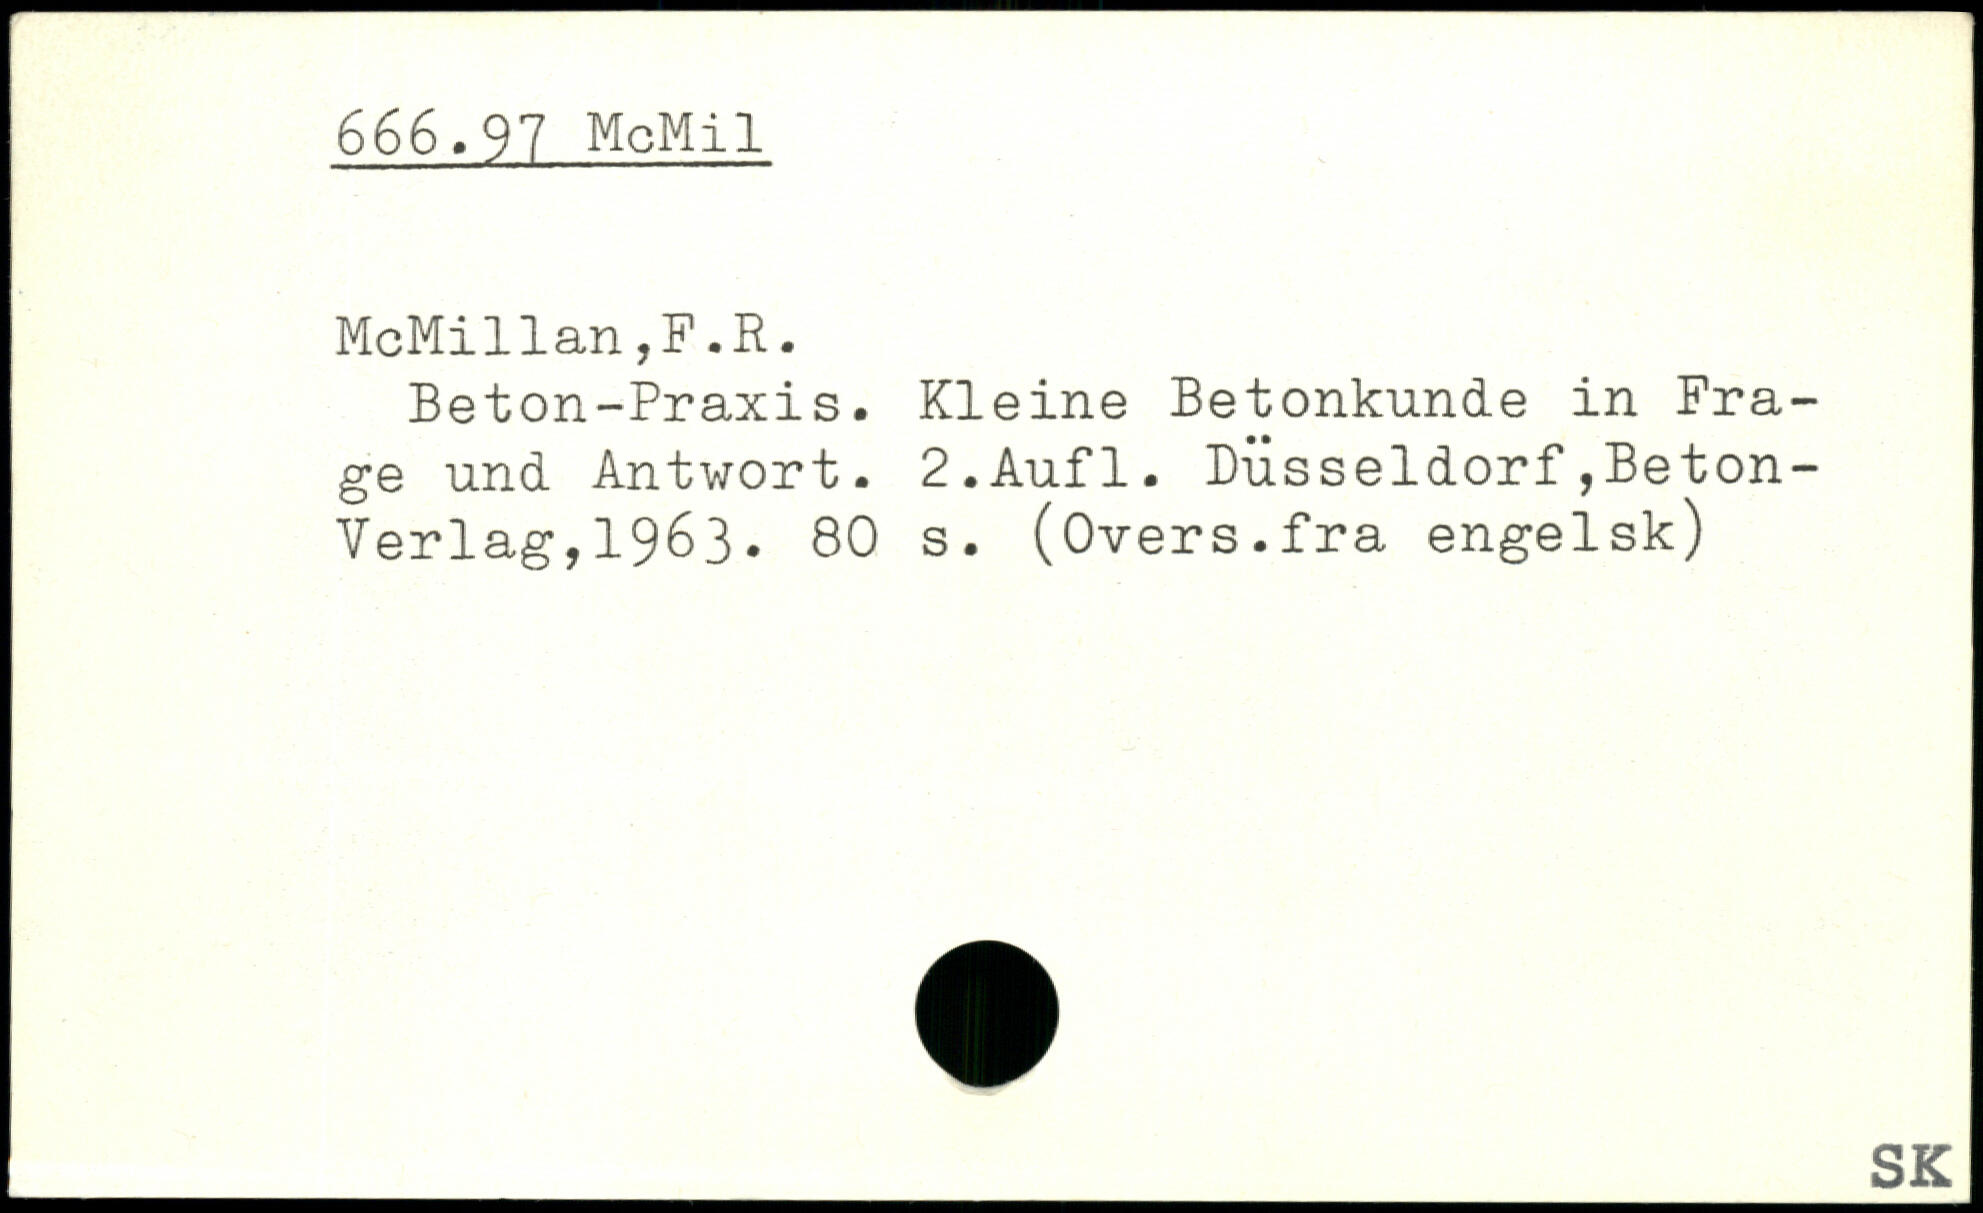 666.97 McMil
McMillan,F.R.
Beton-Praxis. Kleine Betonkunde in Fra-
ge und Antwort. 2.Aufl. Düsseldorf,Beton-
Verlag,1963. 80 s. (Overs.fra engelsk)
SK